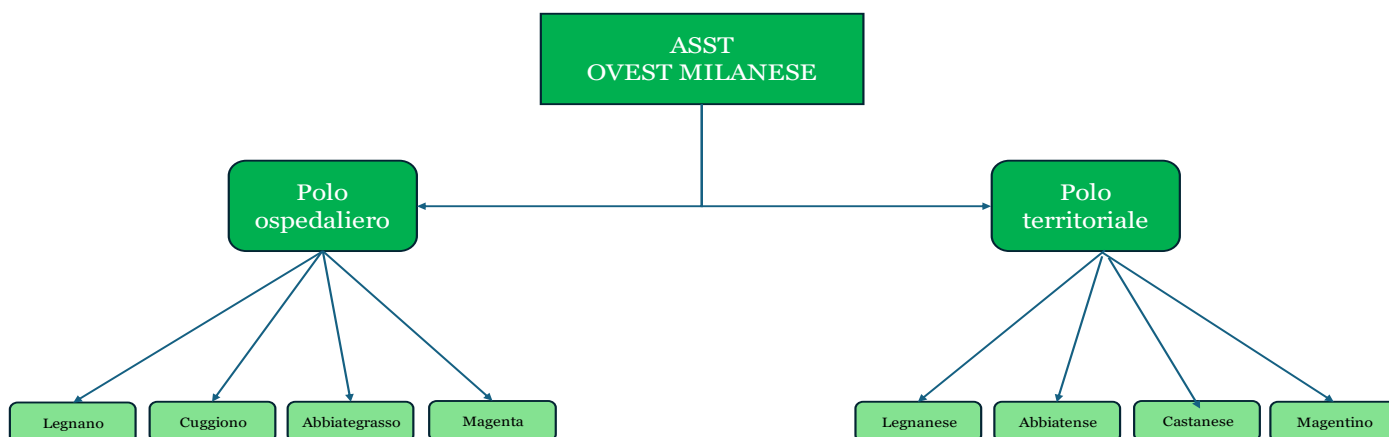 ASST
OVEST MILANESE
Polo
ospedaliero
Polo
territoriale
Legnano
Cuggiono
Abbiategrasso
Magenta
Legnanese
Abbiatense
Castanese
Magentino